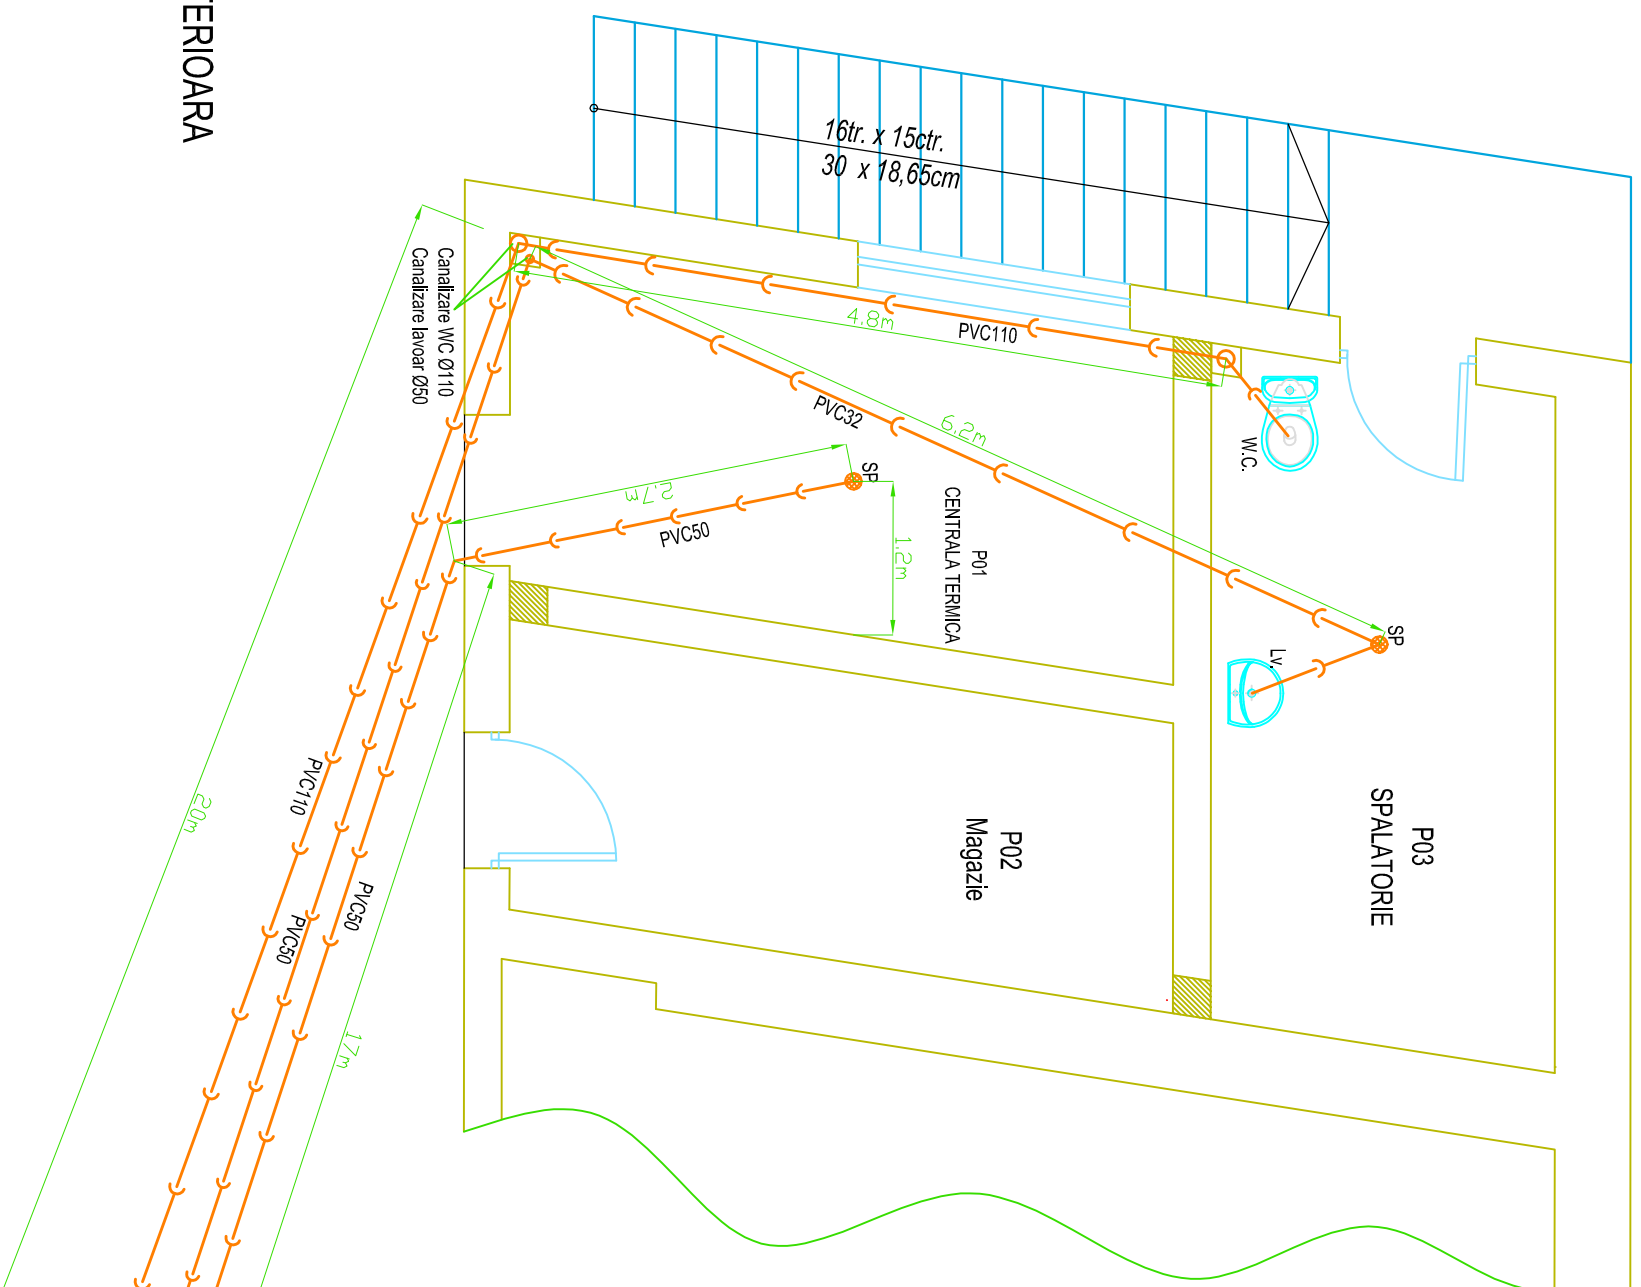 TERIOARA
16tr. x 15ctr.
30 x 18,65cm
Canalizare WC Ø110
Canalizare lavoar Ø50
4.8m
PVC110
PVC32
6.2m
W.C.
SP
2.7m
PVC50
1.2m
P01
CENTRALA TERMICA
SP
Lv.
P03
SPALATORIE
P02
Magazie
PVC110
20m
PVC50
PVC50
17m